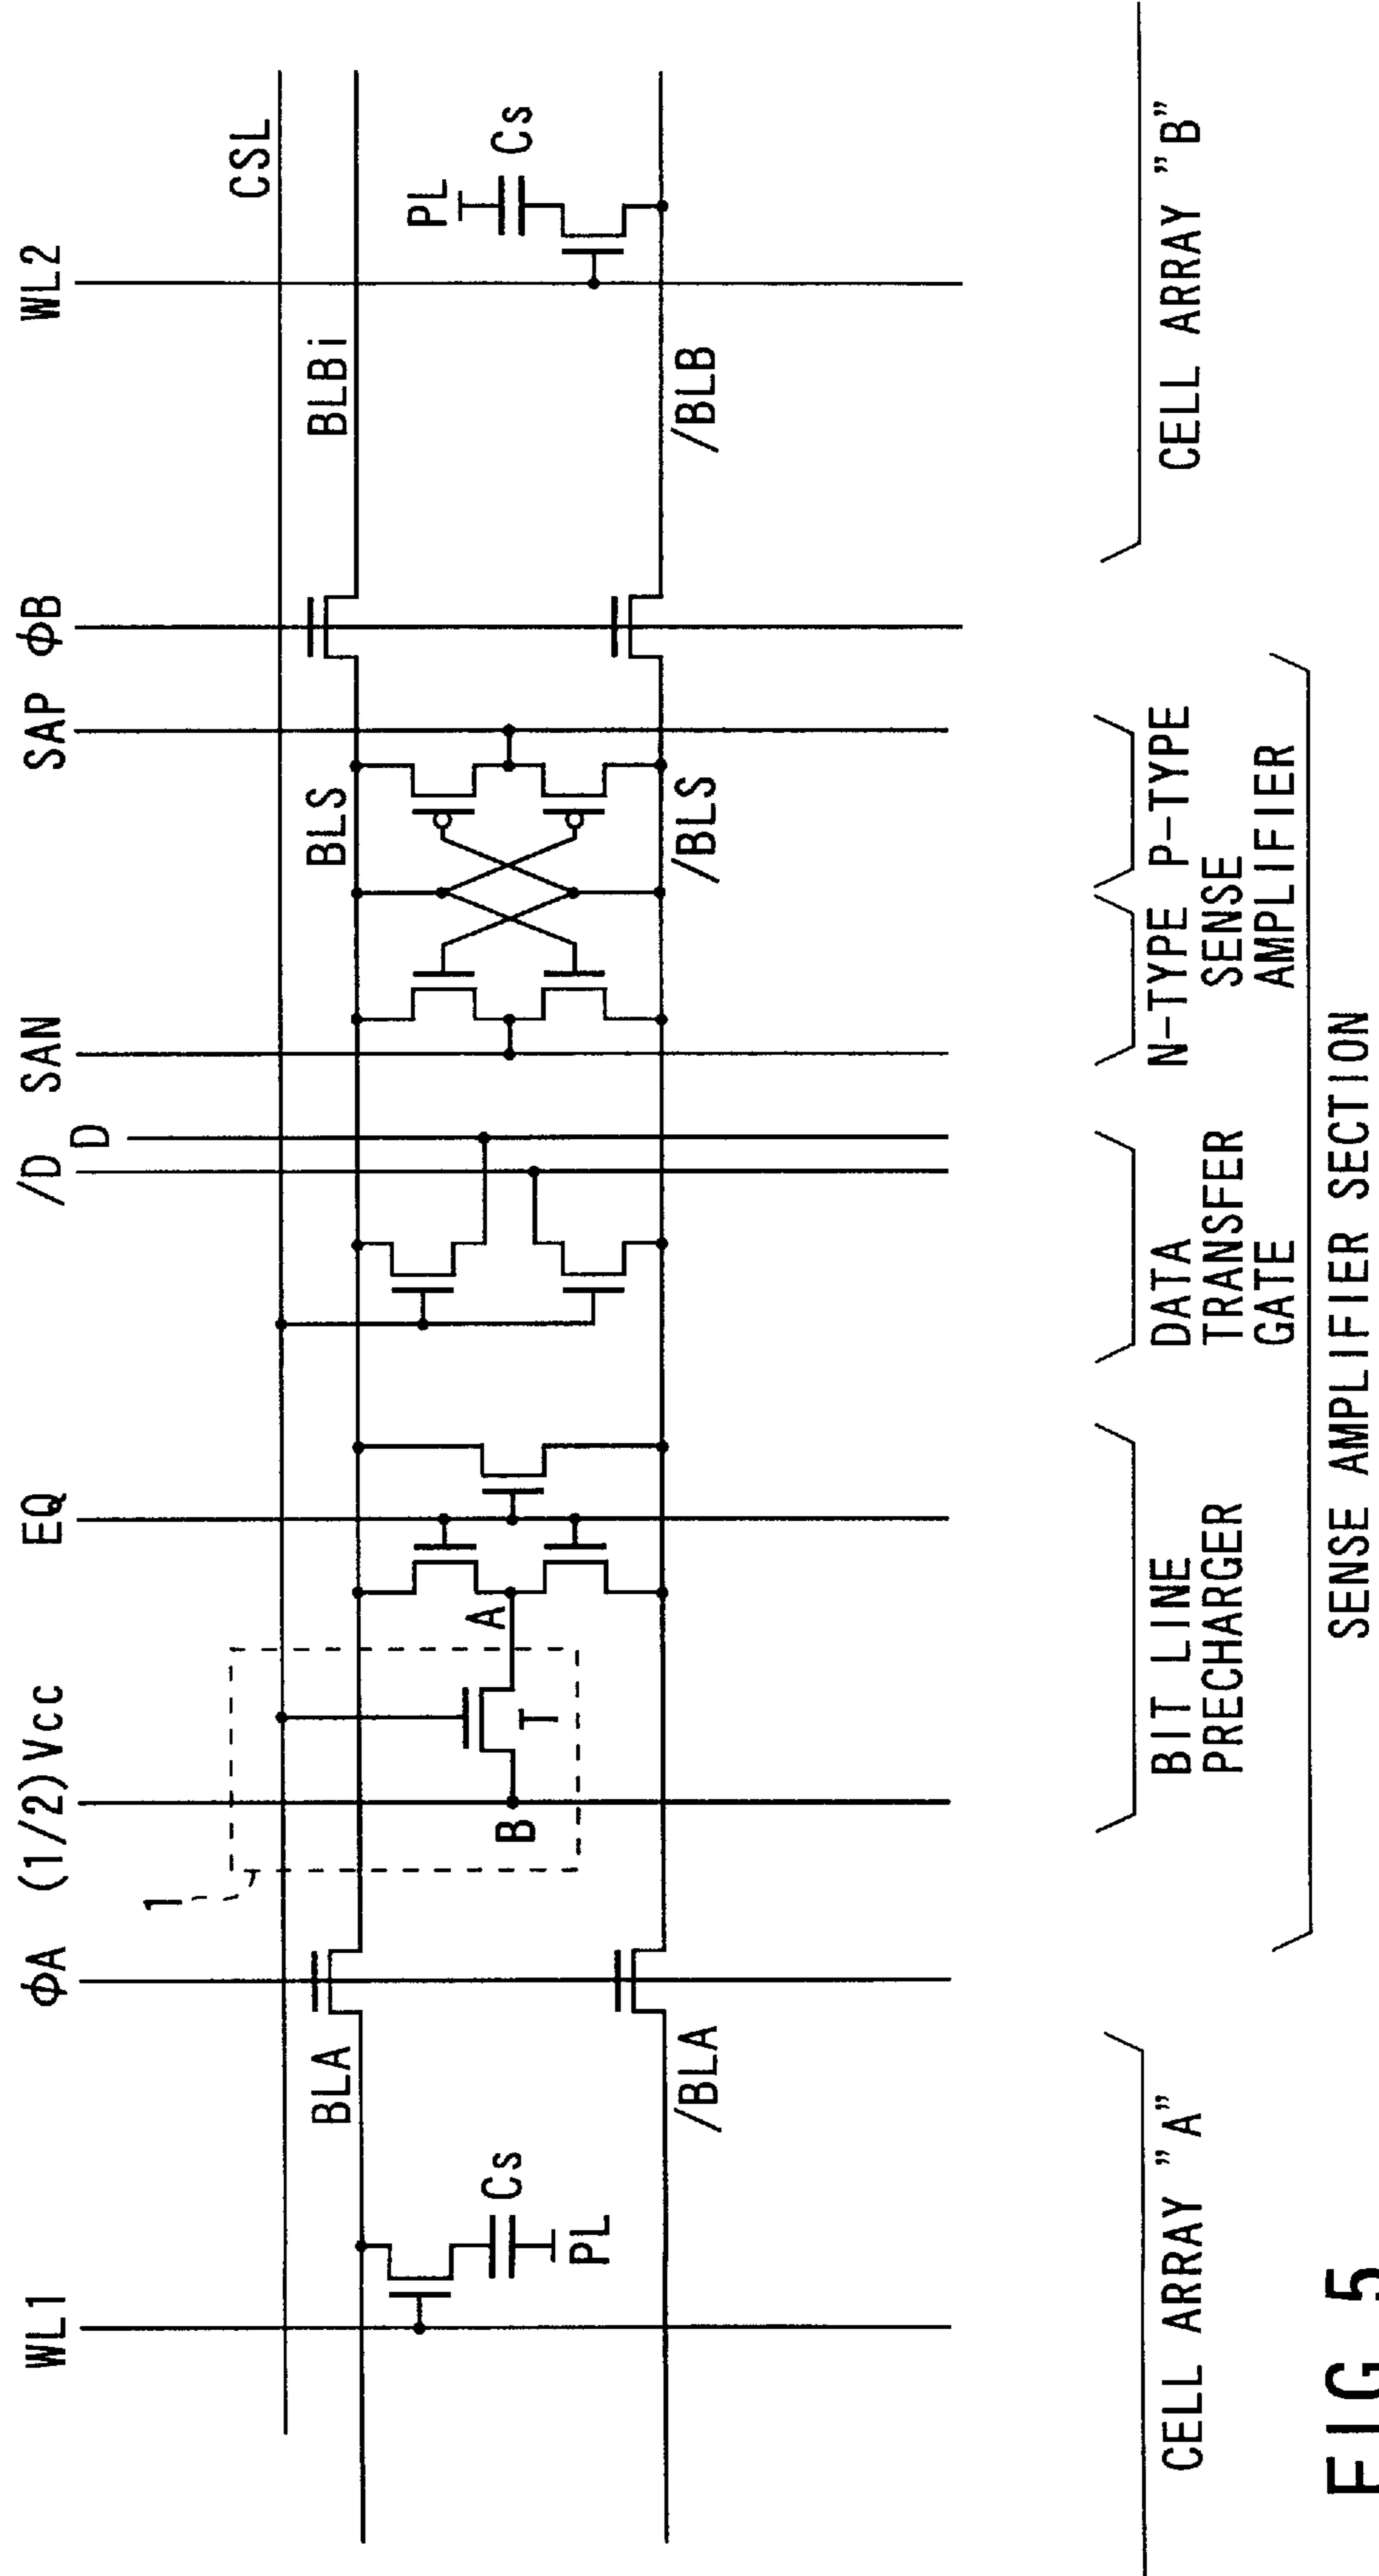 WL1
φA
(1/2)Vcc
EQ
/D
D
SAN
SAP
φB
WL2
1
CSL
BLA
BLS
BLBi
A
T
B
Cs
PL
PL
Cs
/BLA
/BLS
/BLB
CELL ARRAY "A"
BIT LINE
PRECHARGER
DATA
TRANSFER
GATE
N-TYPE P-TYPE
SENSE
AMPLIFIER
CELL ARRAY "B"
SENSE AMPLIFIER SECTION
FIG 5